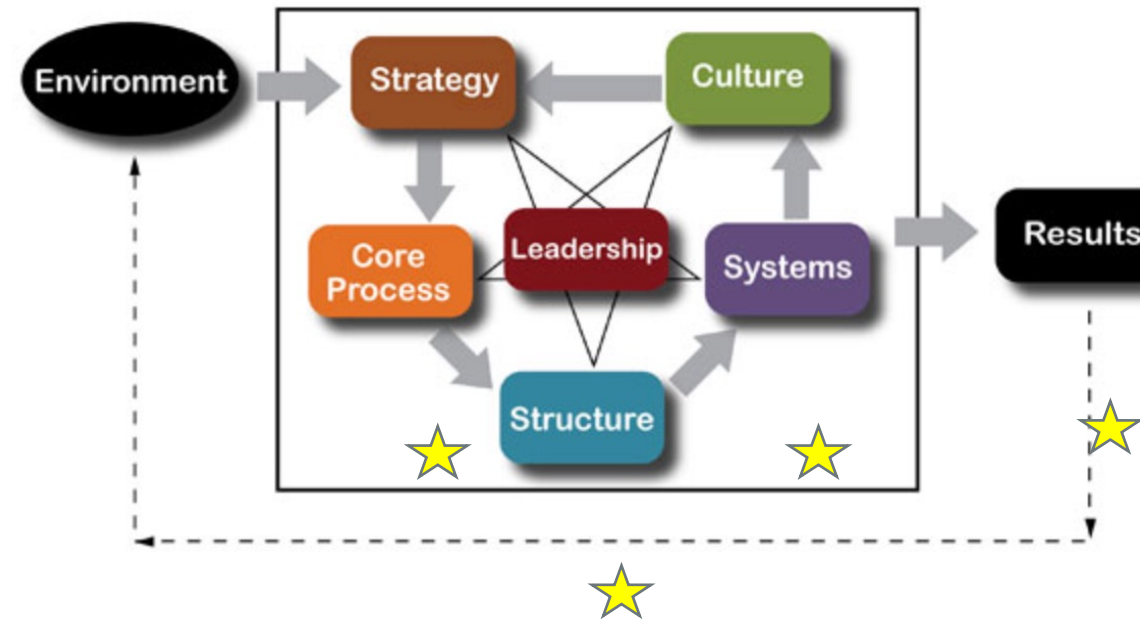 Environment
Strategy
Culture
Core
Process
Leadership
Systems
Results
Structure